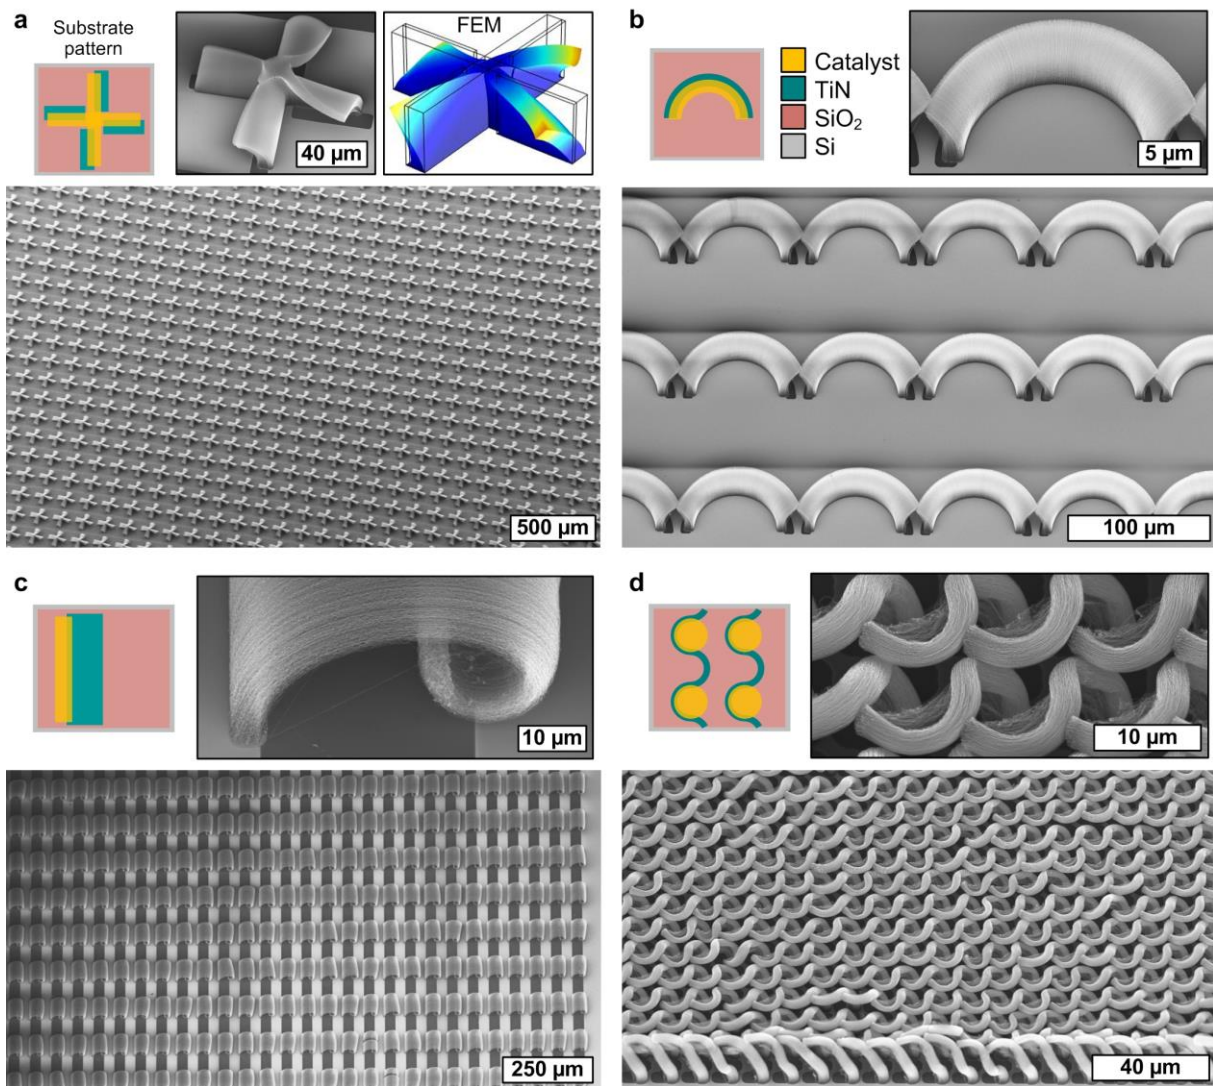 a
Substrate
pattern
40 µm
FEM
500 µm
b
Catalyst
TiN
SiO₂
Si
5 µm
100 µm
c
10 µm
250 µm
d
10 µm
40 µm